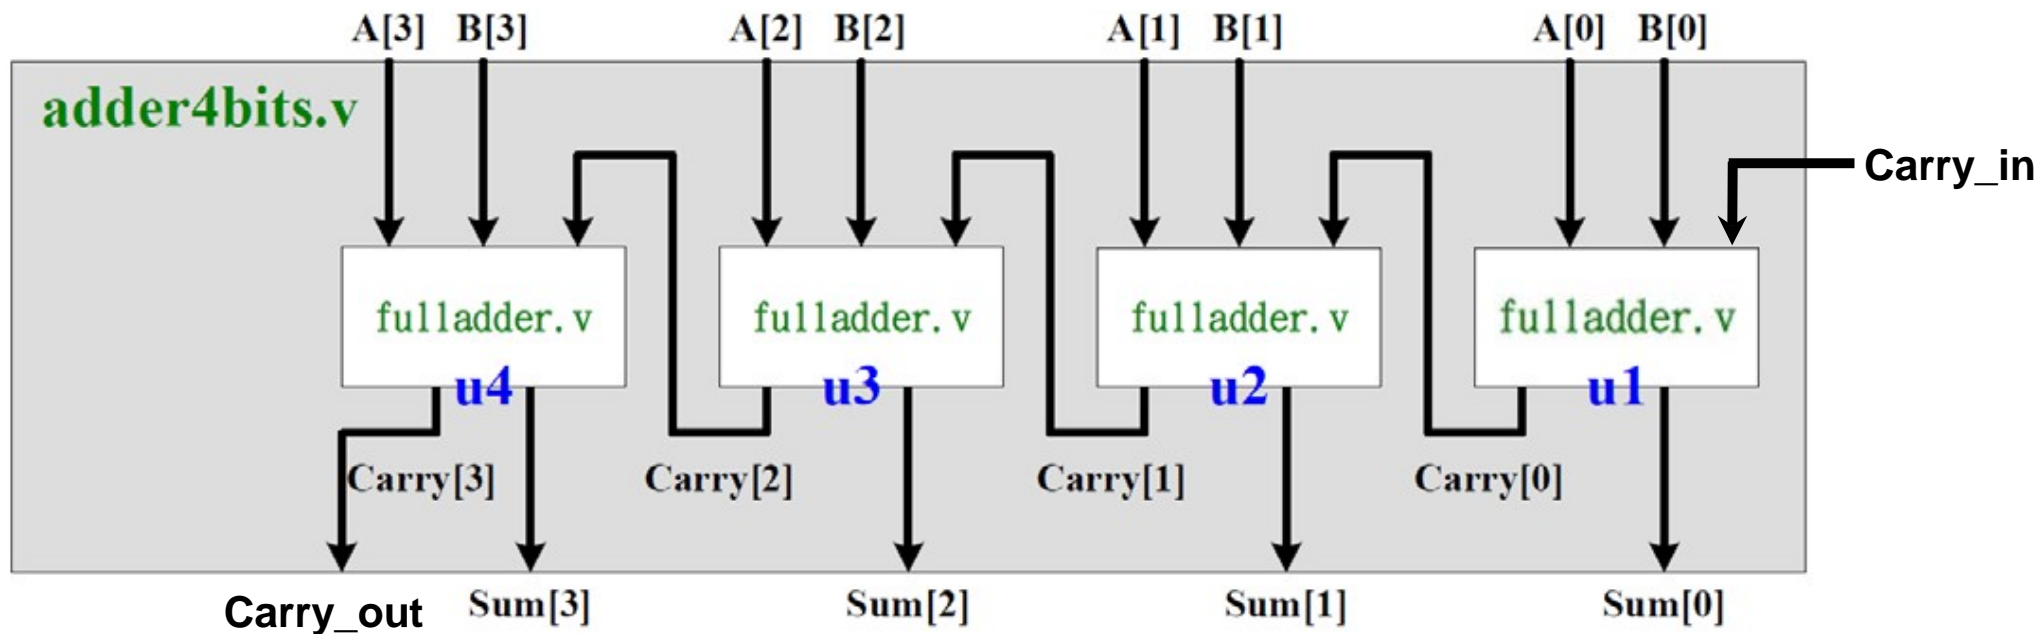 A[3] B[3] A[2] B[2] A[1] B[1] A[0] B[0]
adder4bits.v
Carry_in
fulladder.v fulladder.v fulladder.v fulladder.v
u4 u3 u2 u1
Carry[3] Carry[2] Carry[1] Carry[0]
Carry_out Sum[3] Sum[2] Sum[1] Sum[0]